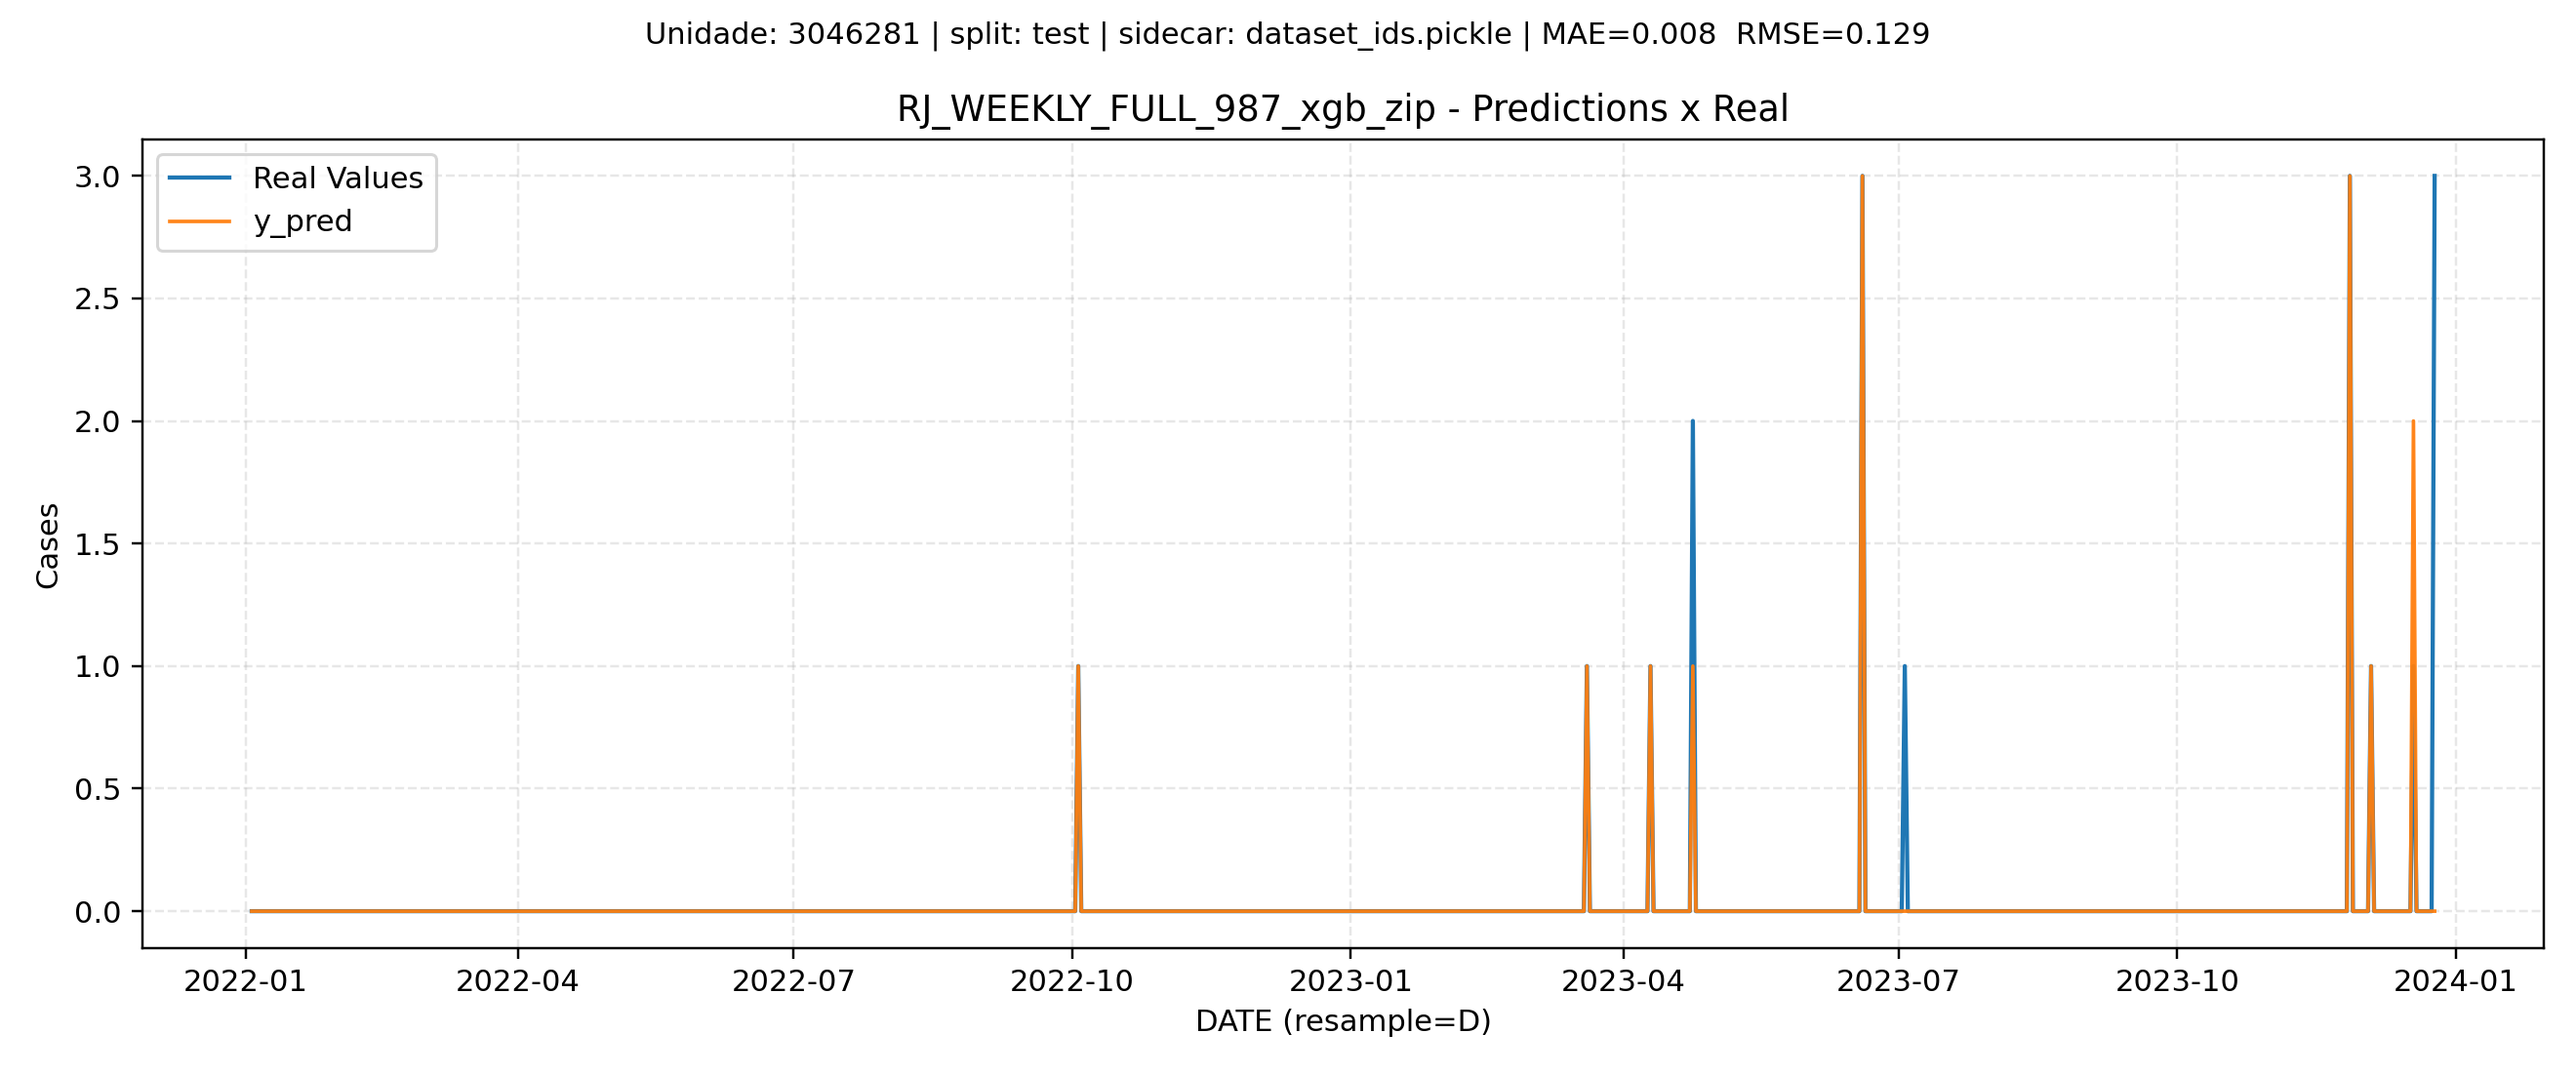 Unidade: 3046281 | split: test | sidecar: dataset_ids.pickle | MAE=0.008  RMSE=0.129
RJ_WEEKLY_FULL_987_xgb_zip - Predictions x Real
Real Values
y_pred
Cases
3.0
2.5
2.0
1.5
1.0
0.5
0.0
2022-01 2022-04 2022-07 2022-10 2023-01 2023-04 2023-07 2023-10 2024-01
DATE (resample=D)